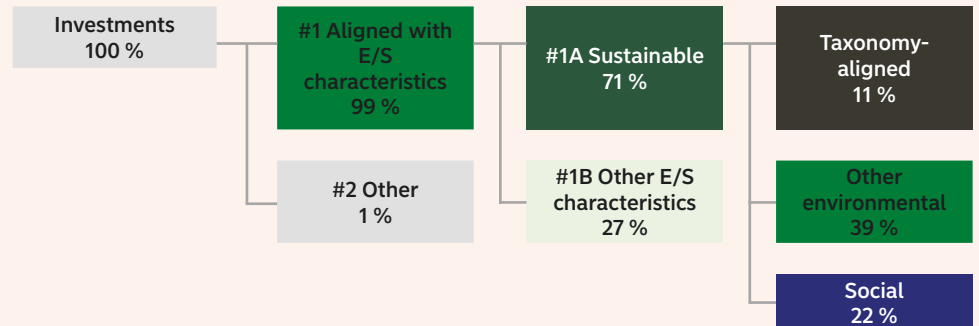 Investments
100 %
#1 Aligned with
E/S
characteristics
99 %
#1A Sustainable
71 %
Taxonomy-
aligned
11 %
#2 Other
1 %
#1B Other E/S
characteristics
27 %
Other
environmental
39 %
Social
22 %